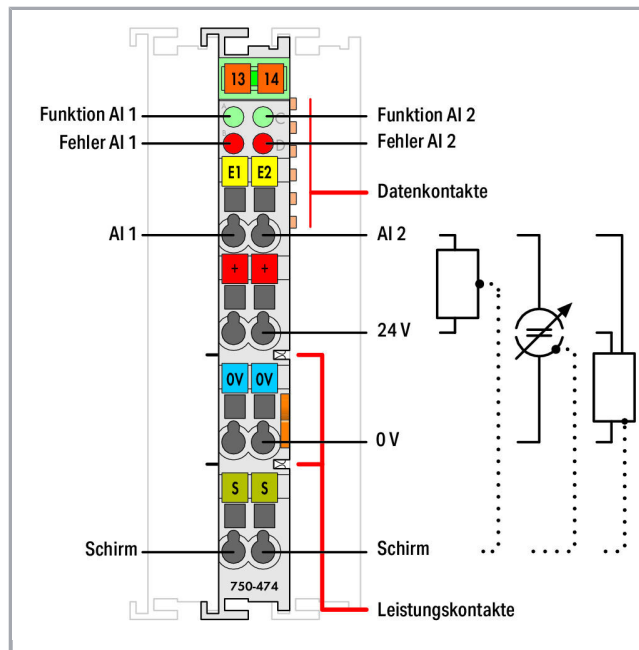 13 14
Funktion AI 1 A C Funktion AI 2
Fehler AI 1 B D Fehler AI 2
E1 E2
Datenkontakte
AI 1 AI 2
+ +
24 V
0V 0V
0 V
S S
Schirm Schirm
750-474
Leistungskontakte